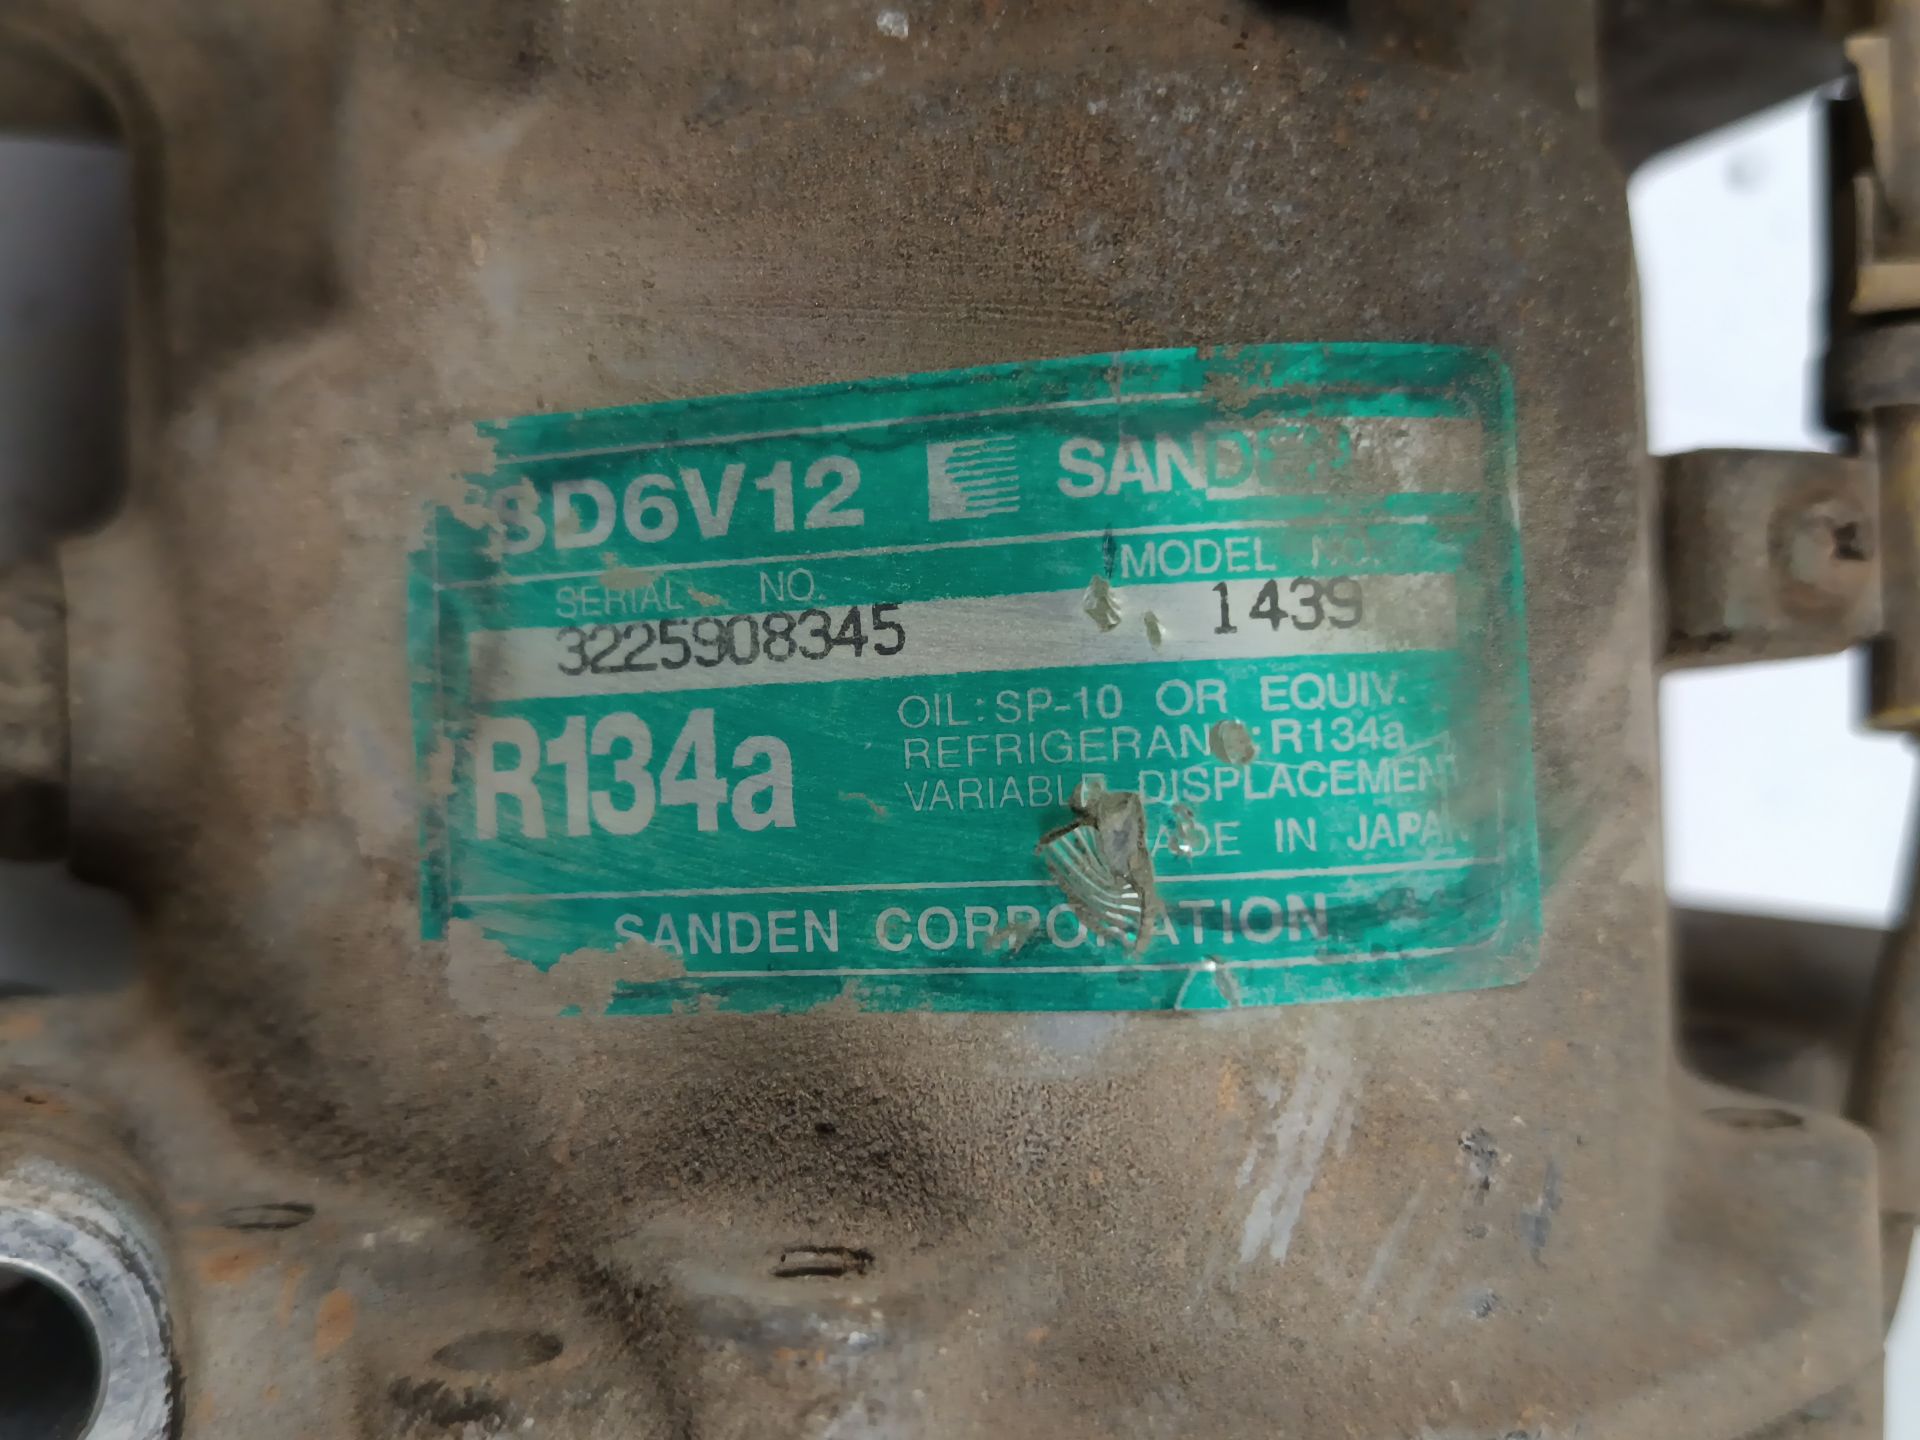 SD6V12 SANDEN
SERIAL NO. MODEL NO.
3225908345 1439
R134a
OIL:SP-10 OR EQUIV.
REFRIGERANT:R134a
VARIABLE DISPLACEMENT
MADE IN JAPAN
SANDEN CORPORATION